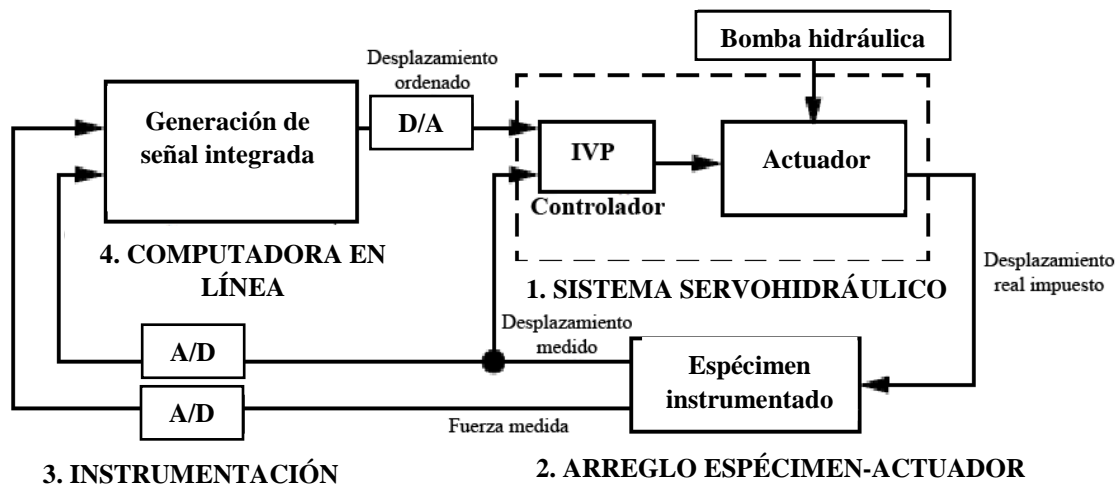 Bomba hidráulica
Desplazamiento
ordenado
Generación de
señal integrada
D/A
IVP
Controlador
Actuador
4. COMPUTADORA EN
LÍNEA
1. SISTEMA SERVOHIDRÁULICO
Desplazamiento
real impuesto
Desplazamiento
medido
A/D
Espécimen
instrumentado
A/D
Fuerza medida
3. INSTRUMENTACIÓN
2. ARREGLO ESPÉCIMEN-ACTUADOR